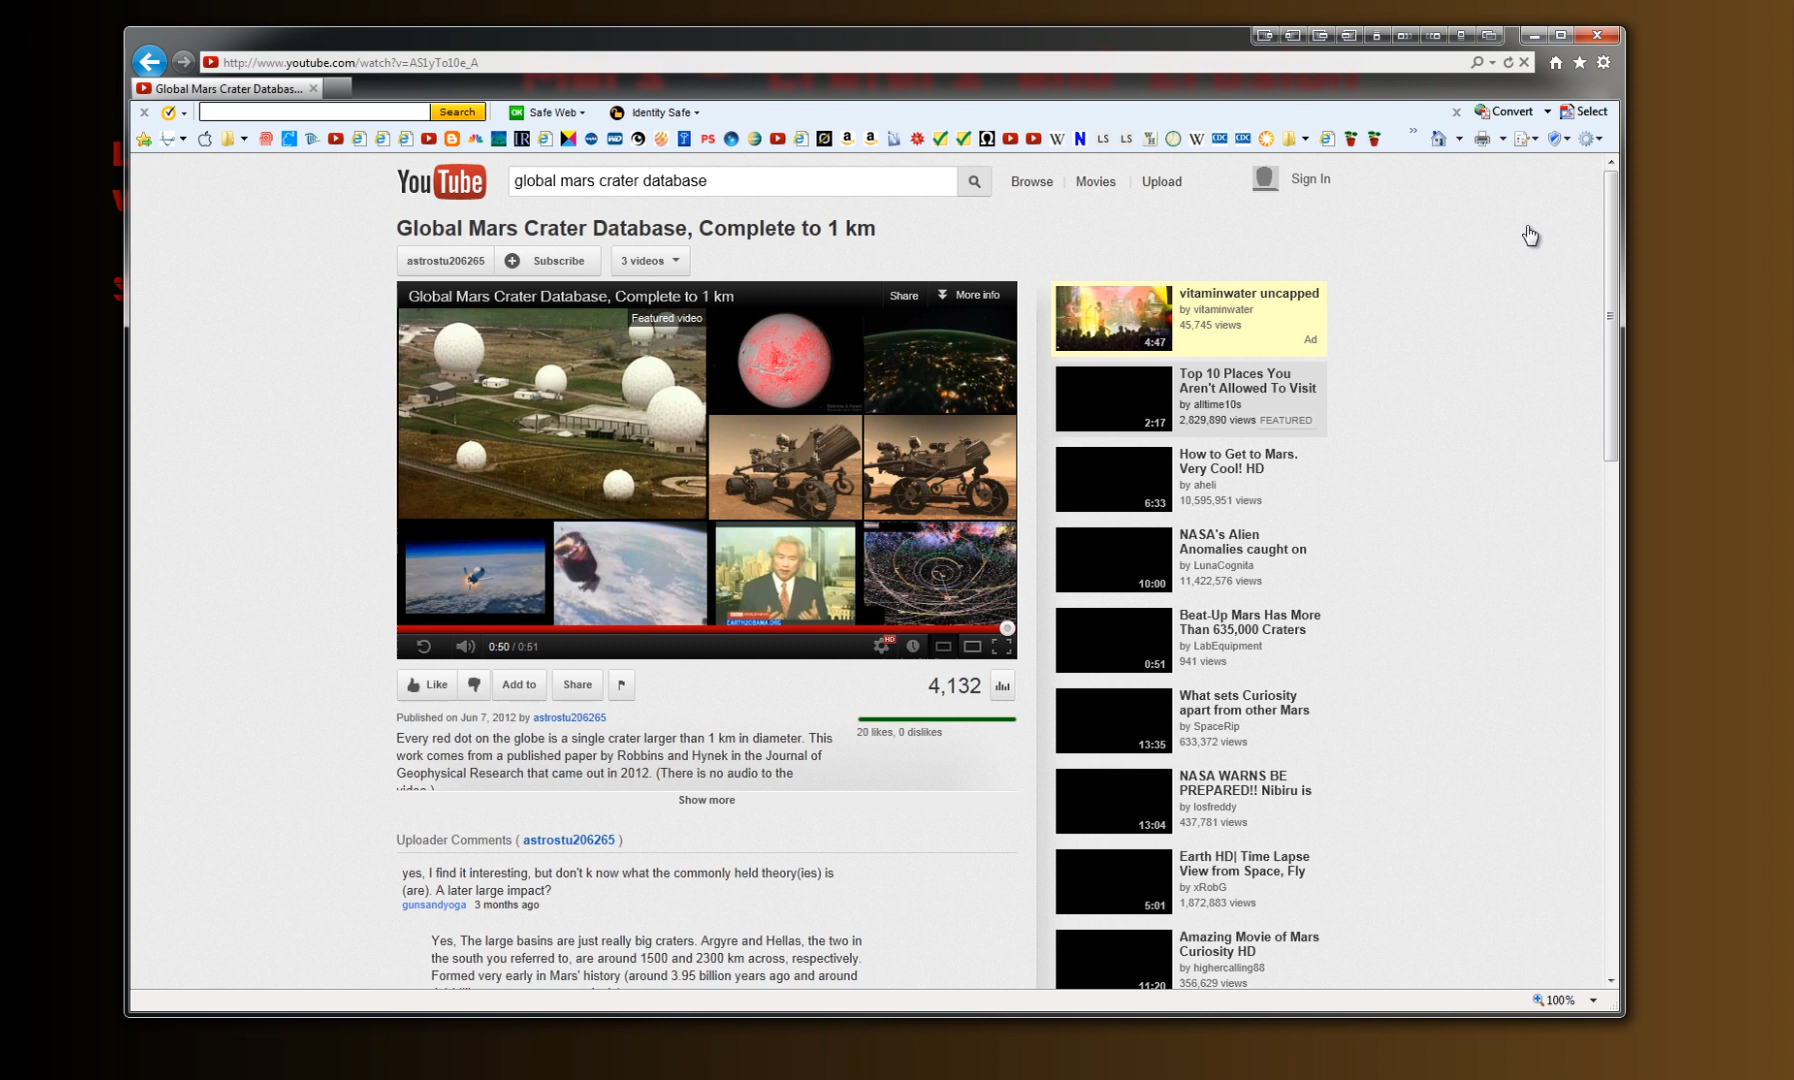 http://www.youtube.com/watch?v=AS1yTo10e_A
Global Mars Crater Databas...
Search
Safe Web
Identity Safe
Convert
Select
YouTube
global mars crater database
Browse
Movies
Upload
Sign In
Global Mars Crater Database, Complete to 1 km
astrostu206265
Subscribe
3 videos
Global Mars Crater Database, Complete to 1 km
Share
More info
Featured video
0:50 / 0:51
HD
Like
Add to
Share
4,132
Published on Jun 7, 2012 by astrostu206265
20 likes, 0 dislikes
Every red dot on the globe is a single crater larger than 1 km in diameter. This
work comes from a published paper by Robbins and Hynek in the Journal of
Geophysical Research that came out in 2012. (There is no audio to the
video.)
Show more
Uploader Comments ( astrostu206265 )
yes, I find it interesting, but don't k now what the commonly held theory(ies) is
(are). A later large impact?
gunsandyoga 3 months ago
Yes, The large basins are just really big craters. Argyre and Hellas, the two in
the south you referred to, are around 1500 and 2300 km across, respectively.
Formed very early in Mars' history (around 3.95 billion years ago and around
vitaminwater uncapped
by vitaminwater
45,745 views
Ad
4:47
Top 10 Places You
Aren't Allowed To Visit
by alltime10s
2,829,890 views FEATURED
2:17
How to Get to Mars.
Very Cool! HD
by aheli
10,595,951 views
6:33
NASA's Alien
Anomalies caught on
by LunaCognita
11,422,576 views
10:00
Beat-Up Mars Has More
Than 635,000 Craters
by LabEquipment
941 views
0:51
What sets Curiosity
apart from other Mars
by SpaceRip
633,372 views
13:35
NASA WARNS BE
PREPARED!! Nibiru is
by losfreddy
437,781 views
13:04
Earth HD| Time Lapse
View from Space, Fly
by xRobG
1,872,883 views
5:01
Amazing Movie of Mars
Curiosity HD
by highercalling88
356,629 views
11:20
100%